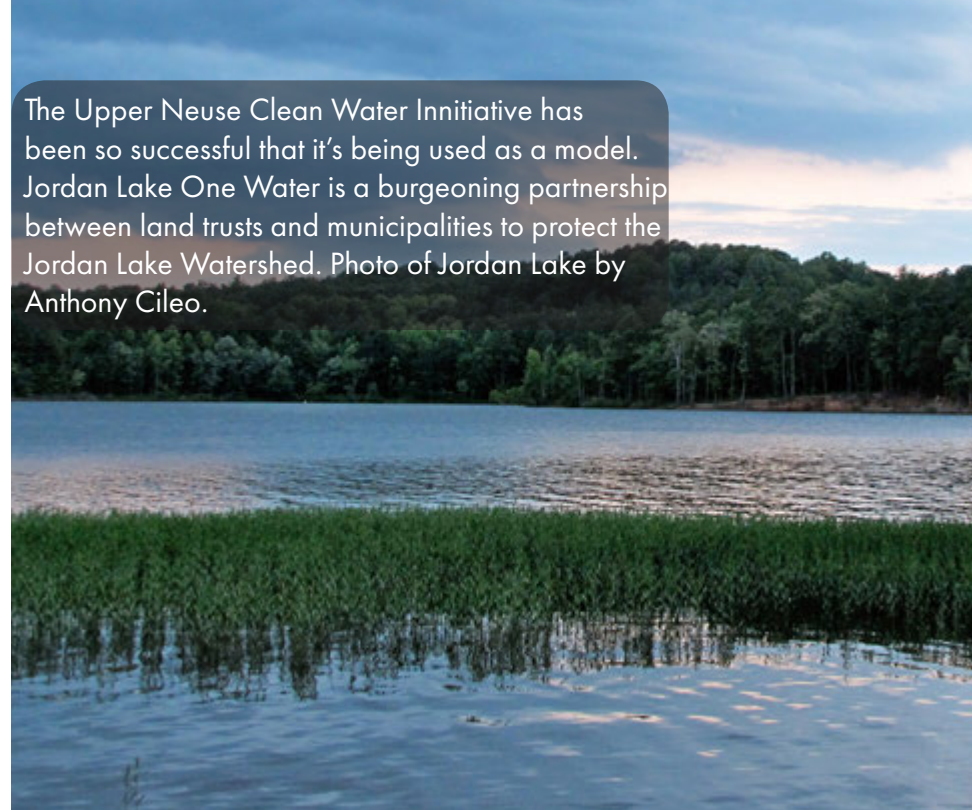 The Upper Neuse Clean Water Innitiative has
been so successful that it's being used as a model.
Jordan Lake One Water is a burgeoning partnership
between land trusts and municipalities to protect the
Jordan Lake Watershed. Photo of Jordan Lake by
Anthony Cileo.